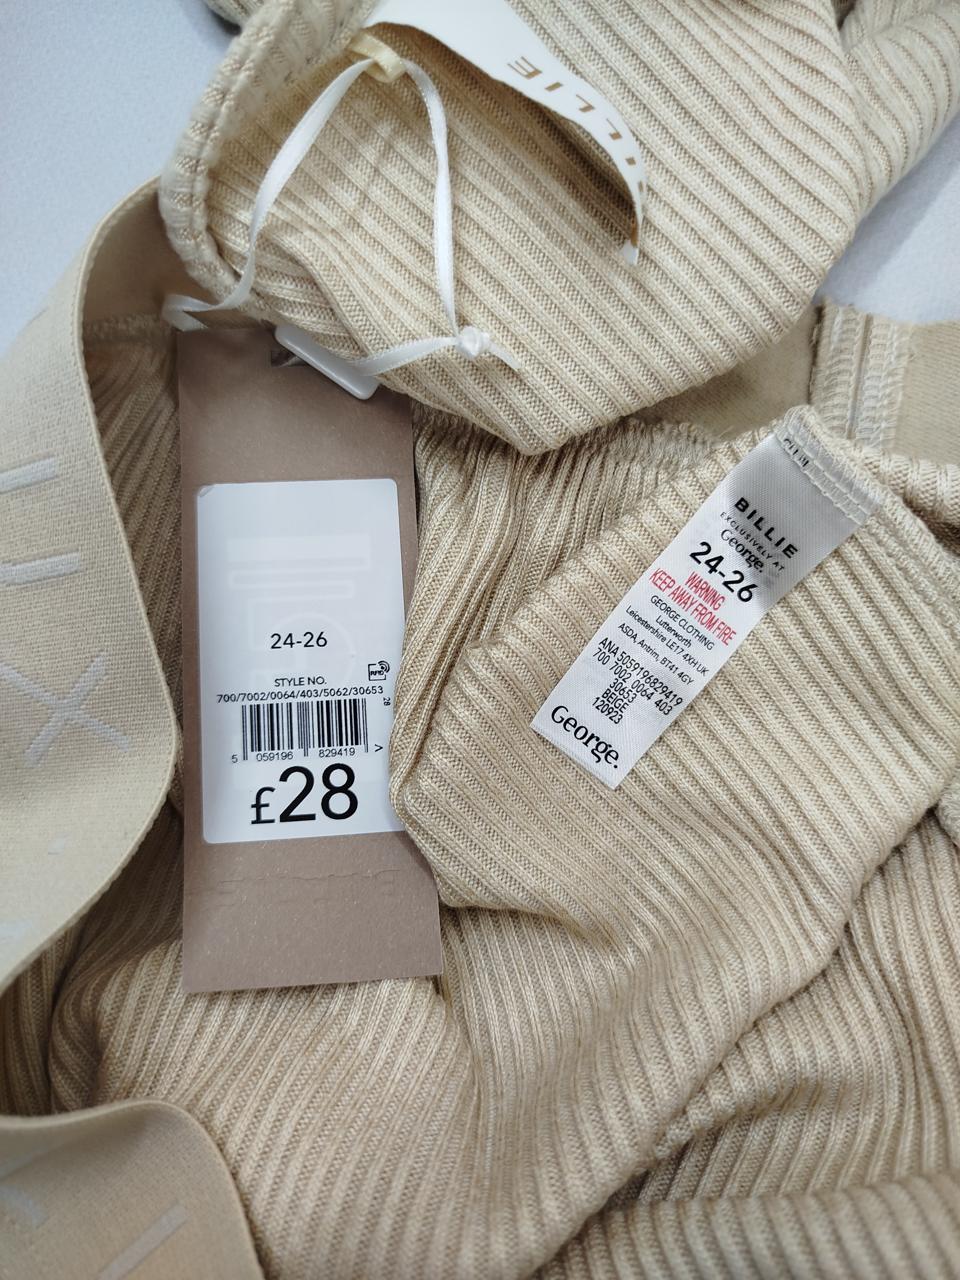 BILLIE
24-26
STYLE NO.
RFID
700/7002/0064/403/5062/30653
28
5 059196 829419 >
£28
BILLIE
EXCLUSIVELY AT
George.
24-26
WARNING
KEEP AWAY FROM FIRE
GEORGE CLOTHING
Lutterworth
Leicestershire LE17 4XH UK
ASDA, Antrim, BT41 4GY
ANA 5059196829419
700 7002 0064 403
30653
BEIGE
120923
George.